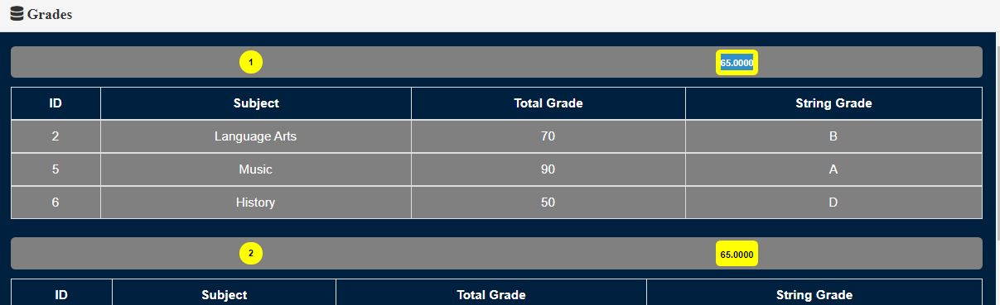 Grades
1 65.0000
ID Subject Total Grade String Grade
2 Language Arts 70 B
5 Music 90 A
6 History 50 D
2 65.0000
ID Subject Total Grade String Grade